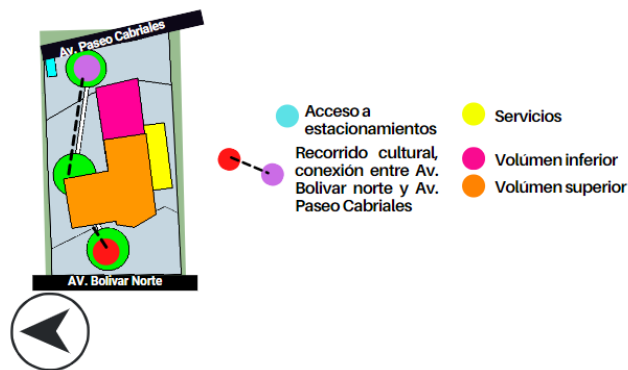 Av. Paseo Cabriales
AV. Bolívar Norte
Acceso a
estacionamientos
Recorrido cultural,
conexión entre Av.
Bolivar norte y Av.
Paseo Cabriales
Servicios
Volúmen inferior
Volúmen superior